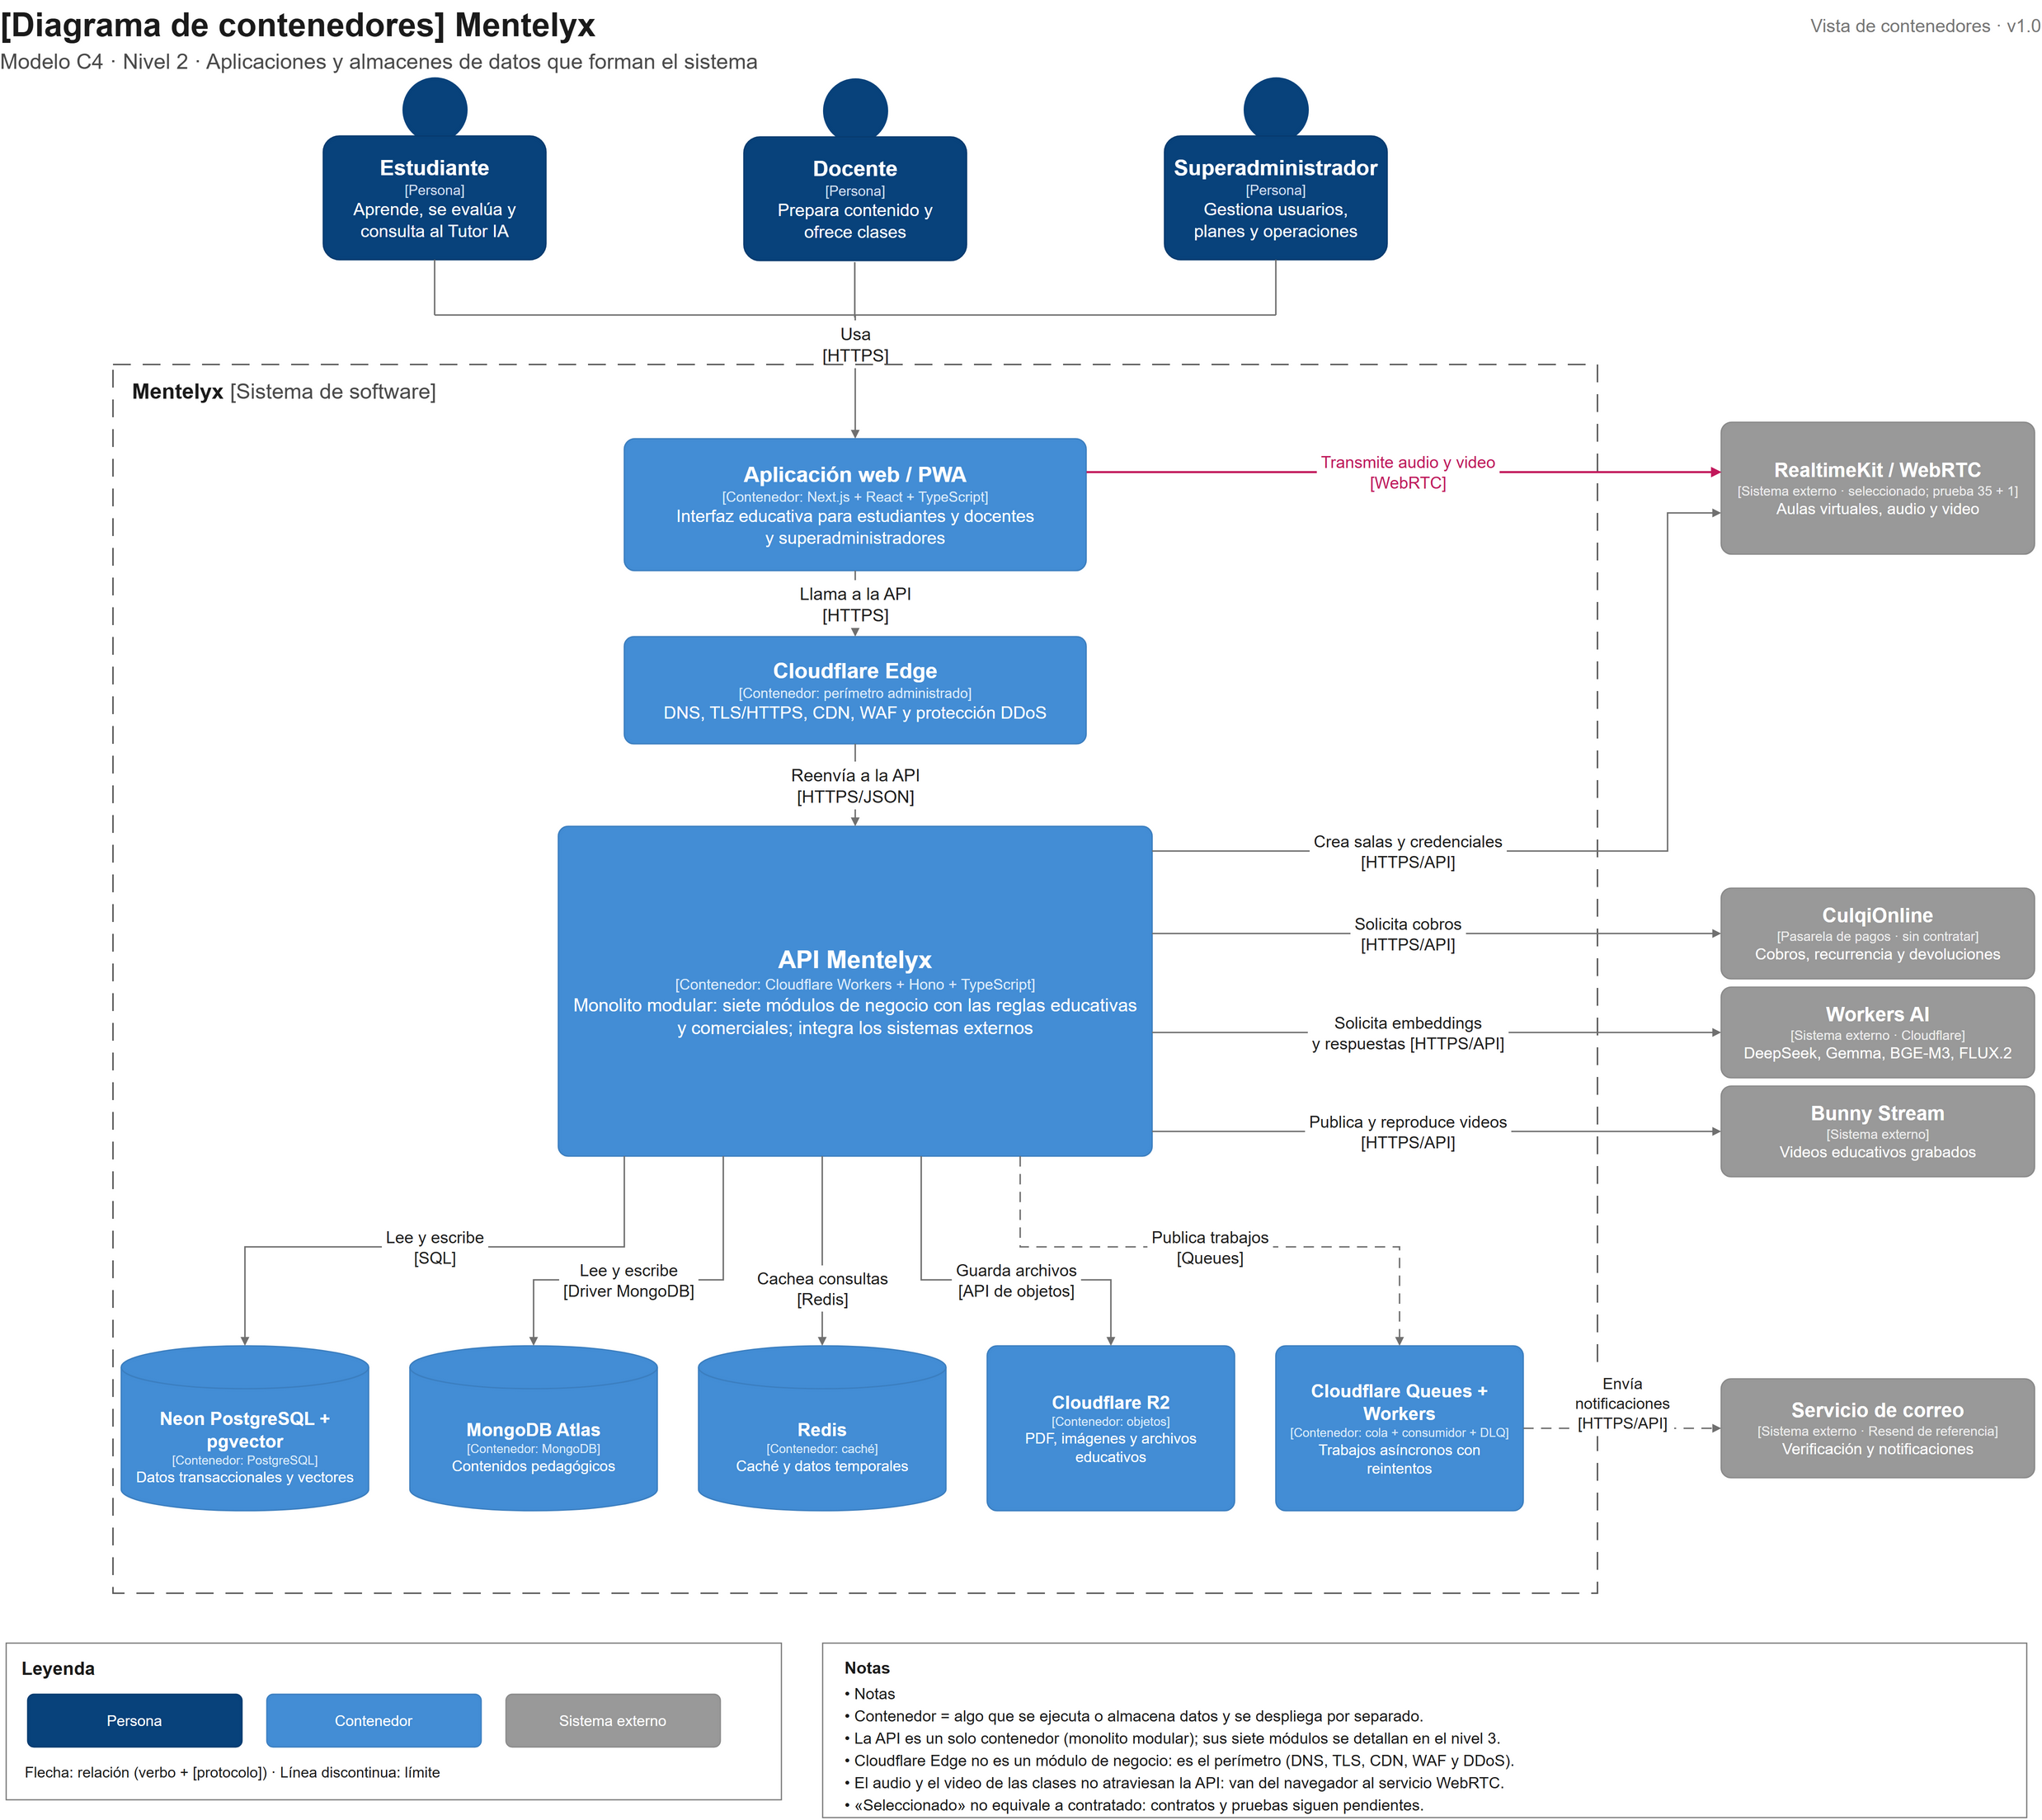 [Diagrama de contenedores] Mentelyx
Vista de contenedores · v1.0
Modelo C4 · Nivel 2 · Aplicaciones y almacenes de datos que forman el sistema
Estudiante
[Persona]
Aprende, se evalúa y
consulta al Tutor IA
Docente
[Persona]
Prepara contenido y
ofrece clases
Superadministrador
[Persona]
Gestiona usuarios,
planes y operaciones
Usa
[HTTPS]
Mentelyx [Sistema de software]
Aplicación web / PWA
[Contenedor: Next.js + React + TypeScript]
Interfaz educativa para estudiantes y docentes
y superadministradores
Transmite audio y video
[WebRTC]
RealtimeKit / WebRTC
[Sistema externo · seleccionado; prueba 35 + 1]
Aulas virtuales, audio y video
Llama a la API
[HTTPS]
Cloudflare Edge
[Contenedor: perímetro administrado]
DNS, TLS/HTTPS, CDN, WAF y protección DDoS
Reenvía a la API
[HTTPS/JSON]
API Mentelyx
[Contenedor: Cloudflare Workers + Hono + TypeScript]
Monolito modular: siete módulos de negocio con las reglas educativas
y comerciales; integra los sistemas externos
Crea salas y credenciales
[HTTPS/API]
Solicita cobros
[HTTPS/API]
CulqiOnline
[Pasarela de pagos · sin contratar]
Cobros, recurrencia y devoluciones
Solicita embeddings
y respuestas [HTTPS/API]
Workers AI
[Sistema externo · Cloudflare]
DeepSeek, Gemma, BGE-M3, FLUX.2
Publica y reproduce videos
[HTTPS/API]
Bunny Stream
[Sistema externo]
Videos educativos grabados
Lee y escribe
[SQL]
Lee y escribe
[Driver MongoDB]
Cachea consultas
[Redis]
Guarda archivos
[API de objetos]
Publica trabajos
[Queues]
Neon PostgreSQL +
pgvector
[Contenedor: PostgreSQL]
Datos transaccionales y vectores
MongoDB Atlas
[Contenedor: MongoDB]
Contenidos pedagógicos
Redis
[Contenedor: caché]
Caché y datos temporales
Cloudflare R2
[Contenedor: objetos]
PDF, imágenes y archivos
educativos
Cloudflare Queues +
Workers
[Contenedor: cola + consumidor + DLQ]
Trabajos asíncronos con
reintentos
Envía
notificaciones
[HTTPS/API]
Servicio de correo
[Sistema externo · Resend de referencia]
Verificación y notificaciones
Leyenda
Persona
Contenedor
Sistema externo
Flecha: relación (verbo + [protocolo]) · Línea discontinua: límite
Notas
• Notas
• Contenedor = algo que se ejecuta o almacena datos y se despliega por separado.
• La API es un solo contenedor (monolito modular); sus siete módulos se detallan en el nivel 3.
• Cloudflare Edge no es un módulo de negocio: es el perímetro (DNS, TLS, CDN, WAF y DDoS).
• El audio y el video de las clases no atraviesan la API: van del navegador al servicio WebRTC.
• «Seleccionado» no equivale a contratado: contratos y pruebas siguen pendientes.